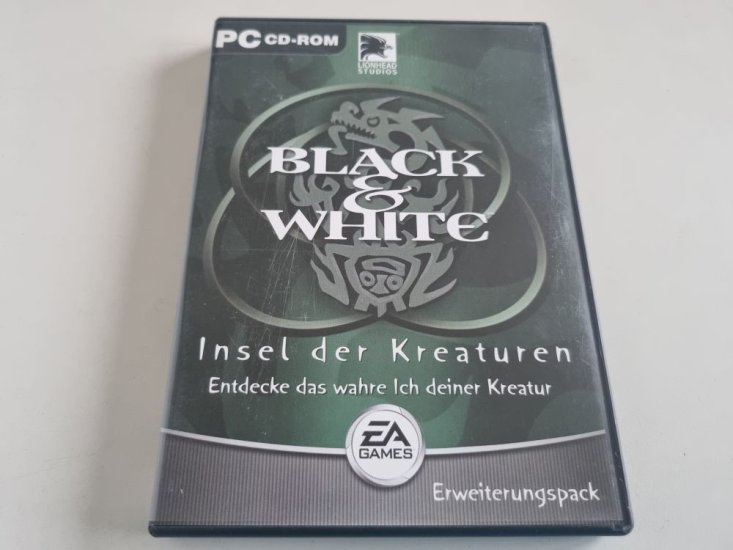 PC CD-ROM
LIONHEAD
STUDIOS
BLACK
&
WHITE
Insel der Kreaturen
Entdecke das wahre Ich deiner Kreatur
EA
GAMES
Erweiterungspack